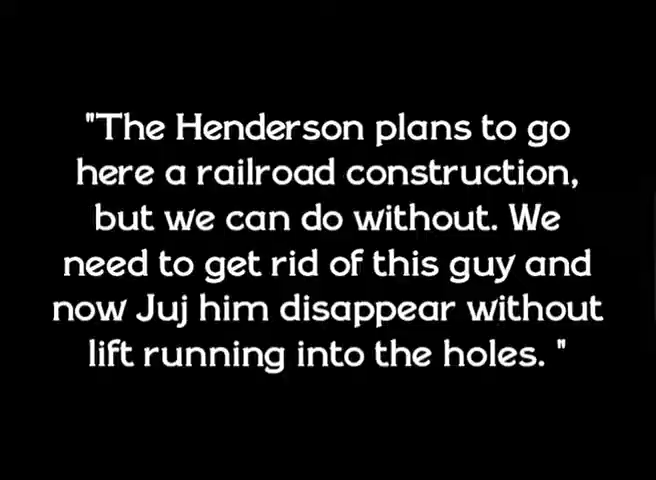 "The Henderson plans to go
here a railroad construction,
but we can do without. We
need to get rid of this guy and
now Juj him disappear without
lift running into the holes. "